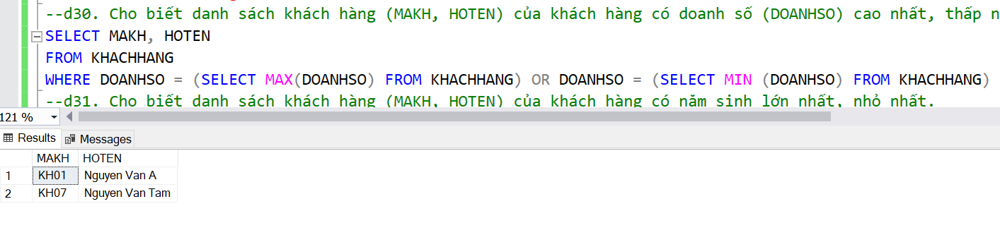 --d30. Cho biết danh sách khách hàng (MAKH, HOTEN) của khách hàng có doanh số (DOANHSO) cao nhất, thấp n
SELECT MAKH, HOTEN
FROM KHACHHANG
WHERE DOANHSO = (SELECT MAX(DOANHSO) FROM KHACHHANG) OR DOANHSO = (SELECT MIN (DOANHSO) FROM KHACHHANG)
--d31. Cho biết danh sách khách hàng (MAKH, HOTEN) của khách hàng có năm sinh lớn nhất, nhỏ nhất.
121 %
Results Messages
MAKH HOTEN
1 KH01 Nguyen Van A
2 KH07 Nguyen Van Tam